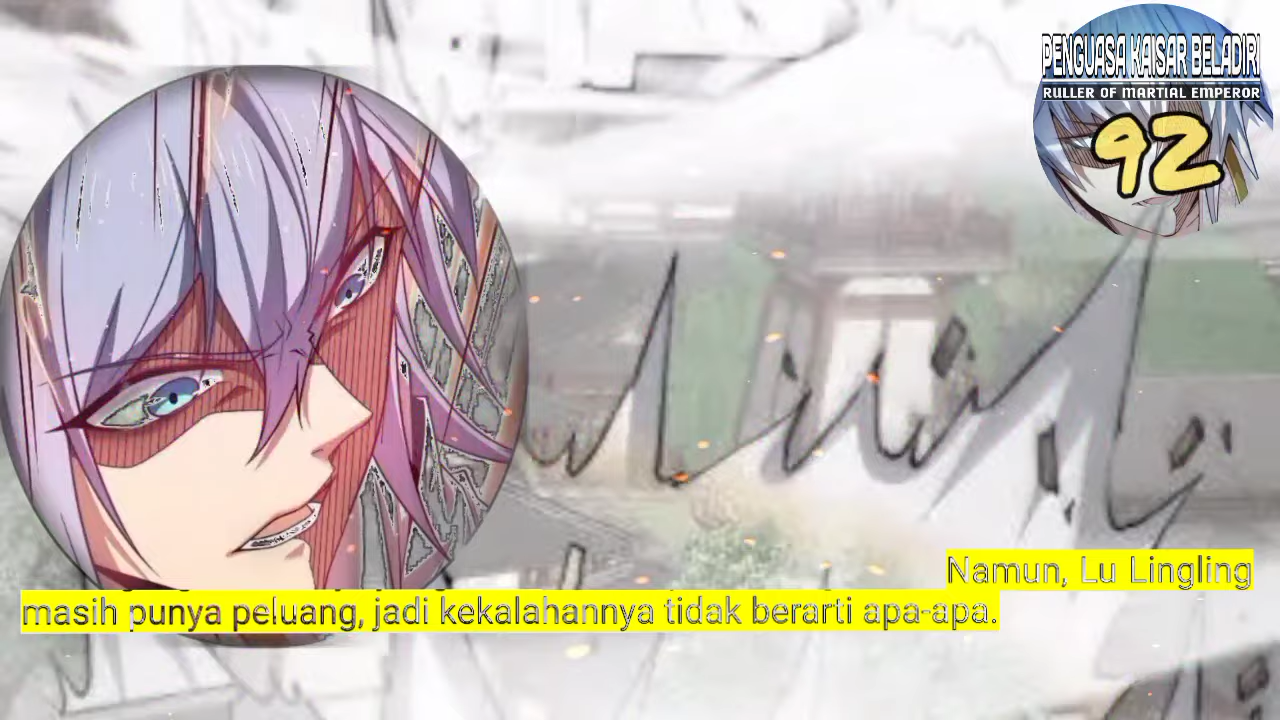 PENGUASA KAISAR BELADIRI
RULLER OF MARTIAL EMPEROR
92
Namun, Lu Lingling
masih punya peluang, jadi kekalahannya tidak berarti apa-apa.